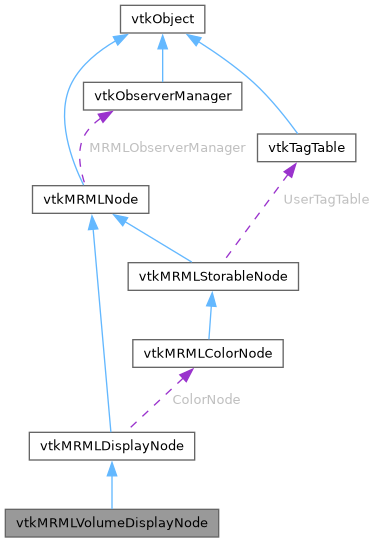 vtkObject
vtkObserverManager
MRMLObserverManager
vtkTagTable
vtkMRMLNode
UserTagTable
vtkMRMLStorableNode
vtkMRMLColorNode
ColorNode
vtkMRMLDisplayNode
vtkMRMLVolumeDisplayNode